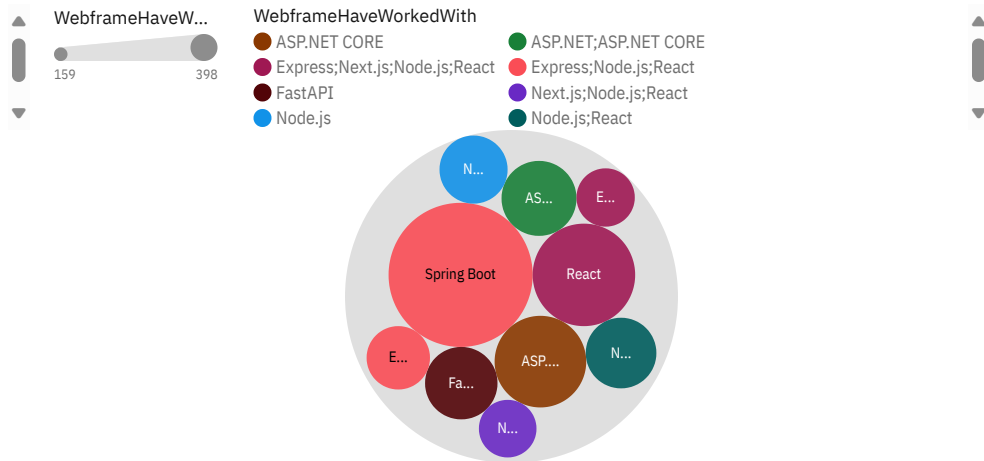 WebframeHaveW...
159 398
WebframeHaveWorkedWith
ASP.NET CORE
ASP.NET;ASP.NET CORE
Express;Next.js;Node.js;React
Express;Node.js;React
FastAPI
Next.js;Node.js;React
Node.js
Node.js;React
N...
AS...
E...
Spring Boot
React
E...
ASP....
N...
Fa...
N...